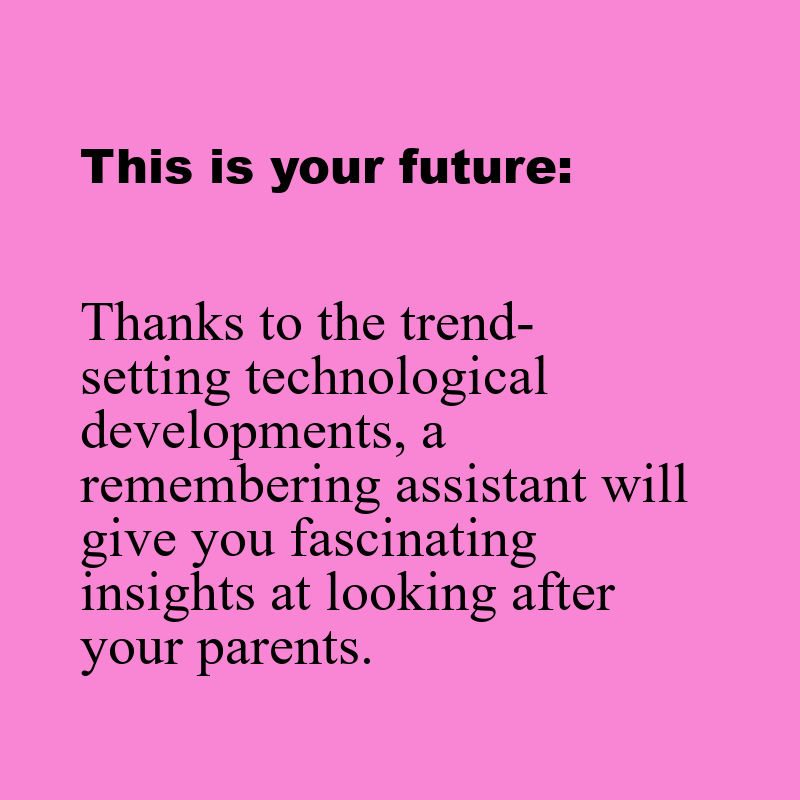 This is your future:
Thanks to the trend-
setting technological
developments, a
remembering assistant will
give you fascinating
insights at looking after
your parents.